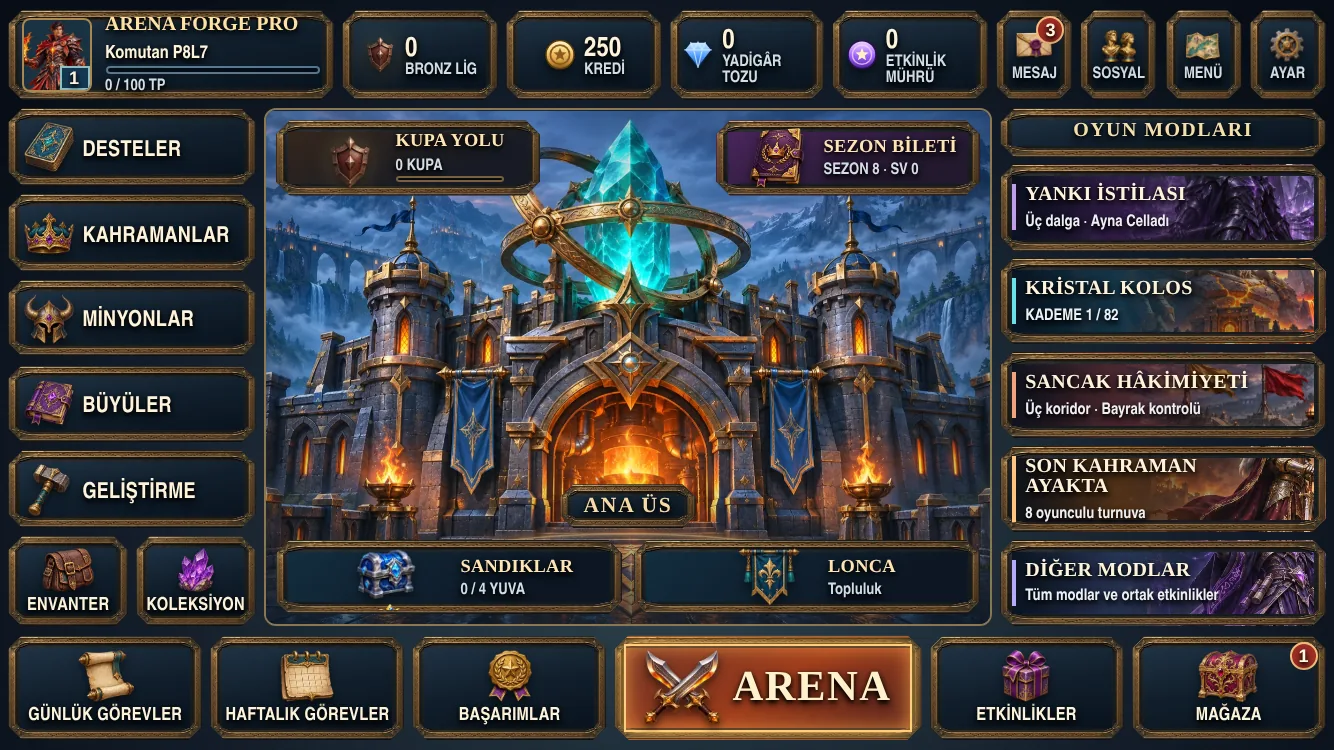 ARENA FORGE PRO
Komutan P8L7
1
0 / 100 TP
0
BRONZ LİG
250
KREDİ
0
YADİGÂR
TOZU
0
ETKİNLİK
MÜHRÜ
3
MESAJ
SOSYAL
MENÜ
AYAR
DESTELER
KAHRAMANLAR
MİNYONLAR
BÜYÜLER
GELİŞTİRME
ENVANTER
KOLEKSİYON
KUPA YOLU
0 KUPA
SEZON BİLETİ
SEZON 8 · SV 0
ANA ÜS
SANDIKLAR
0 / 4 YUVA
LONCA
Topluluk
OYUN MODLARI
YANKI İSTİLASI
Üç dalga · Ayna Celladı
KRİSTAL KOLOS
KADEME 1 / 82
SANCAK HÂKİMİYETİ
Üç koridor · Bayrak kontrolü
SON KAHRAMAN
AYAKTA
8 oyunculu turnuva
DİĞER MODLAR
Tüm modlar ve ortak etkinlikler
GÜNLÜK GÖREVLER
HAFTALIK GÖREVLER
BAŞARIMLAR
ARENA
ETKİNLİKLER
1
MAĞAZA